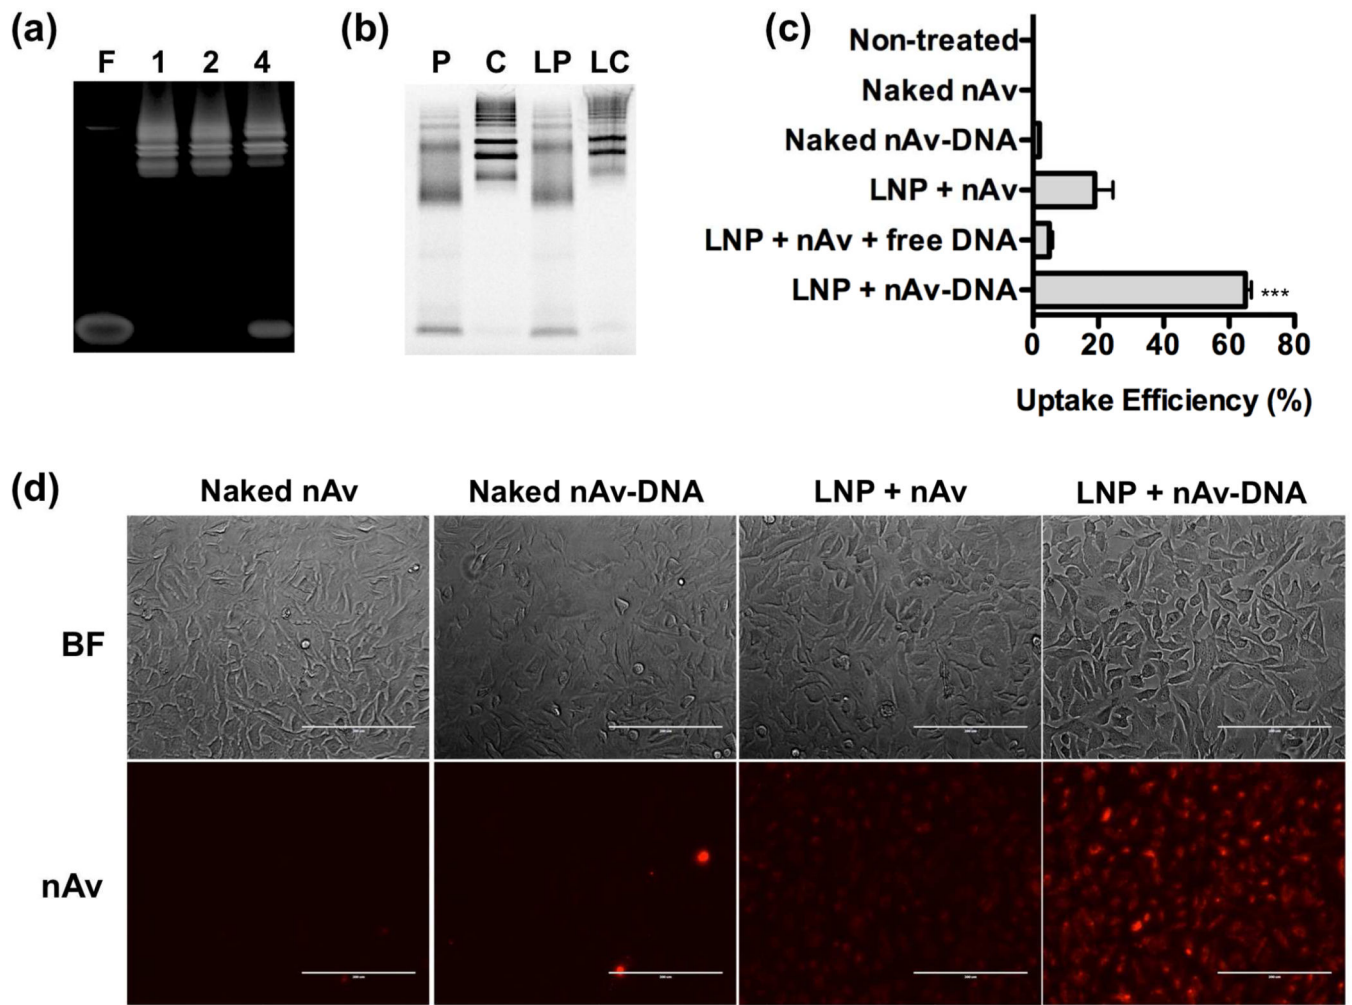 (a)
F 1 2 4
(b)
P C LP LC
(c)
Non-treated
Naked nAv
Naked nAv-DNA
LNP + nAv
LNP + nAv + free DNA
LNP + nAv-DNA
***
0 20 40 60 80
Uptake Efficiency (%)
(d)
Naked nAv Naked nAv-DNA LNP + nAv LNP + nAv-DNA
BF
nAv